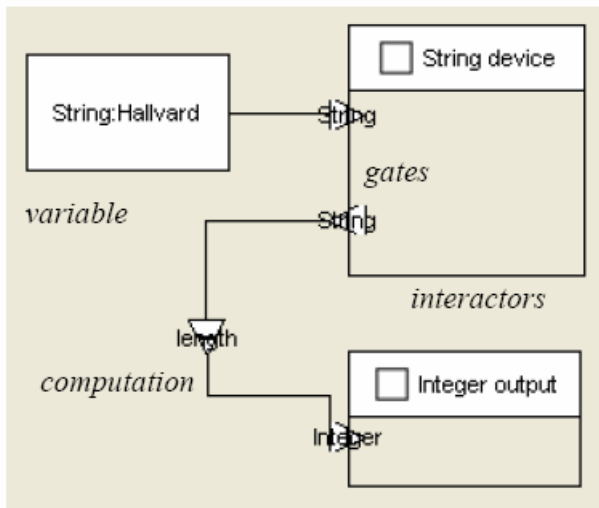 String device
String:Hallvard
String
gates
variable
String
interactors
length
computation
Integer output
Integer